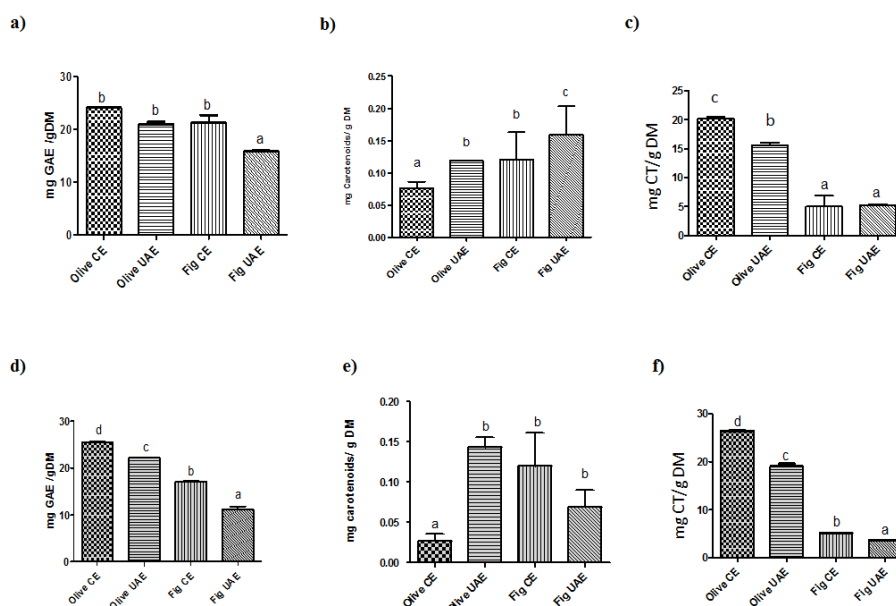 a)
mg GAE /gDM
30
20
10
0
b
b
b
a
Olive CE
Olive UAE
Fig CE
Fig UAE
b)
mg Carotenoids/ g DM
0.25
0.20
0.15
0.10
0.05
0.00
a
b
b
c
Olive CE
Olive UAE
Fig CE
Fig UAE
c)
mg CT/g DM
25
20
15
10
5
0
c
b
a
a
Olive CE
Olive UAE
Fig CE
Fig UAE
d)
mg GAE /gDM
30
20
10
0
d
c
b
a
Olive CE
Olive UAE
Fig CE
Fig UAE
e)
mg carotenoids/ g DM
0.20
0.15
0.10
0.05
0.00
a
b
b
b
Olive CE
Olive UAE
Fig CE
Fig UAE
f)
mg CT/g DM
30
20
10
0
d
c
b
a
Olive CE
Olive UAE
Fig CE
Fig UAE